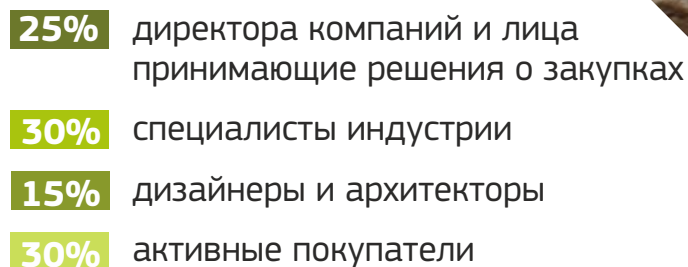 25% директора компаний и лица
принимающие решения о закупках
30% специалисты индустрии
15% дизайнеры и архитекторы
30% активные покупатели